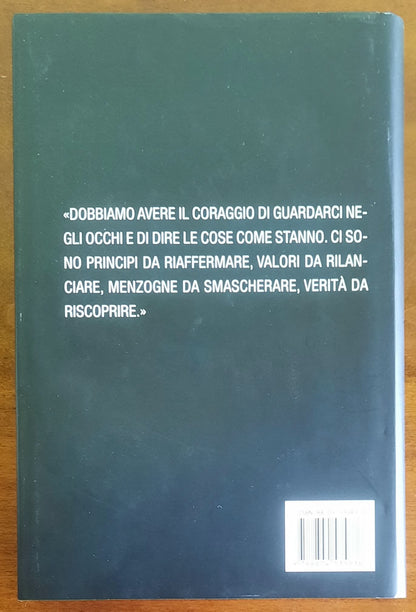 «DOBBIAMO AVERE IL CORAGGIO DI GUARDARCI NE-
GLI OCCHI E DI DIRE LE COSE COME STANNO. CI SO-
NO PRINCIPI DA RIAFFERMARE, VALORI DA RILAN-
CIARE, MENZOGNE DA SMASCHERARE, VERITÀ DA
RISCOPRIRE.»